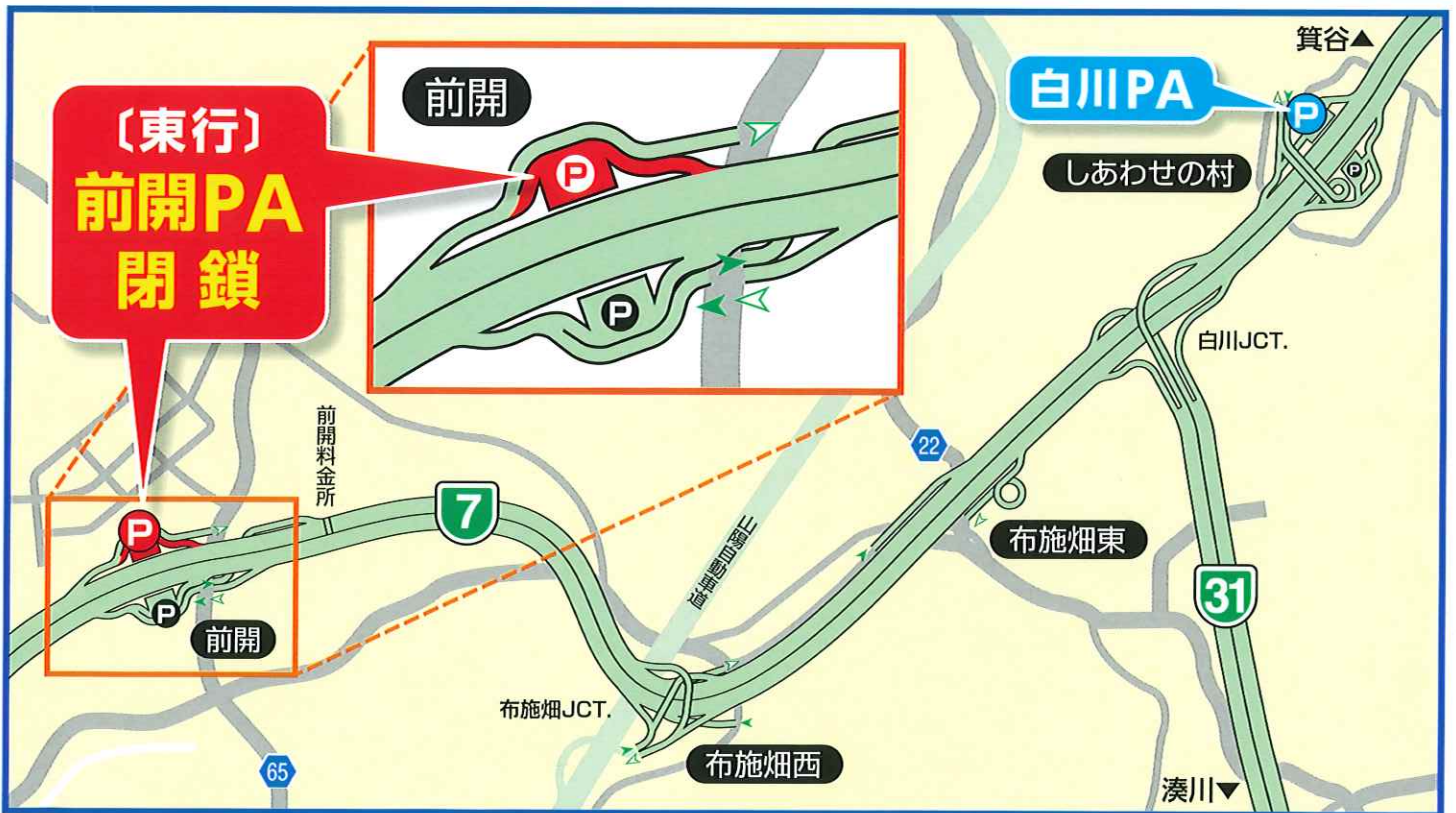 〔東行〕
前開PA
閉鎖
前開
P
P
白川PA
箕谷▲
P
しあわせの村
P
白川JCT.
22
前開料金所
7
P
P
前開
山陽自動車道
布施畑東
31
布施畑JCT.
布施畑西
65
湊川▼